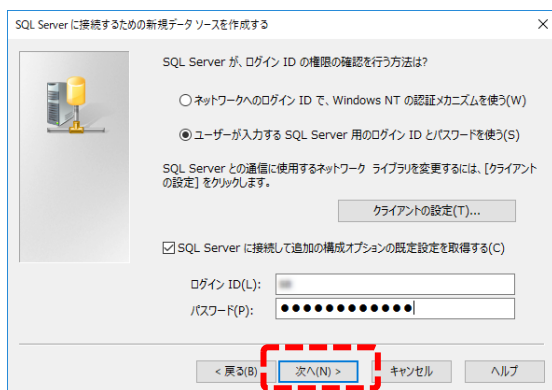 SQL Server に接続するための新規データ ソースを作成する
SQL Server が、ログイン ID の権限の確認を行う方法は?
ネットワークへのログイン ID で、Windows NT の認証メカニズムを使う(W)
ユーザーが入力する SQL Server 用のログイン ID とパスワードを使う(S)
SQL Server との通信に使用するネットワーク ライブラリを変更するには、[クライアント
の設定] をクリックします。
クライアントの設定(T)...
SQL Server に接続して追加の構成オプションの既定設定を取得する(C)
ログイン ID(L):
パスワード(P): ●●●●●●●●●●●●
< 戻る(B) 次へ(N) > キャンセル ヘルプ